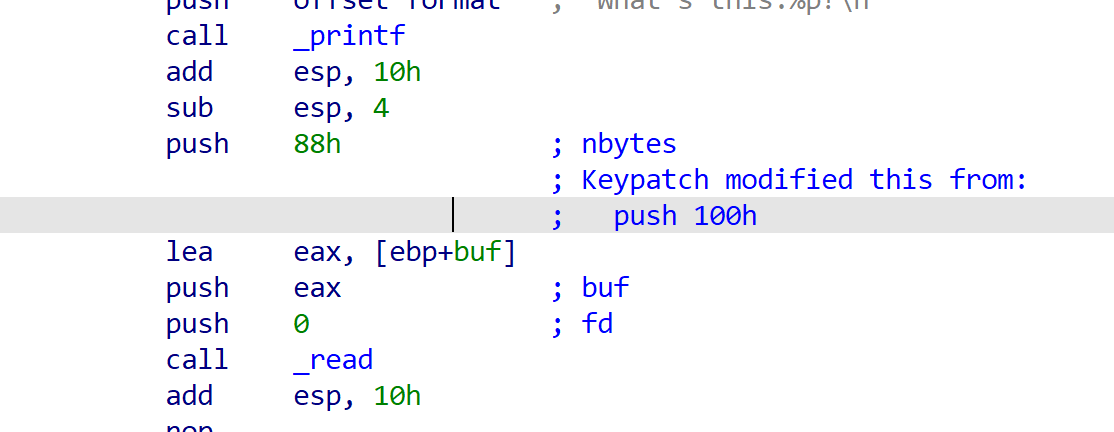 push offset format ; "What's this:%p?\n"
call _printf
add esp, 10h
sub esp, 4
push 88h ; nbytes
; Keypatch modified this from:
; push 100h
lea eax, [ebp+buf]
push eax ; buf
push 0 ; fd
call _read
add esp, 10h
nop